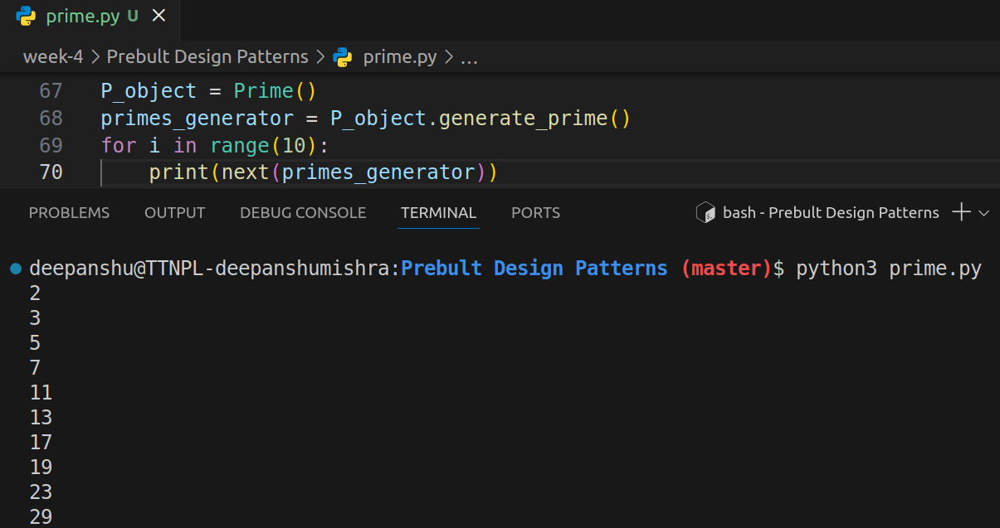 prime.py U ×
week-4 > Prebult Design Patterns > prime.py > ...
67 P_object = Prime()
68 primes_generator = P_object.generate_prime()
69 for i in range(10):
70     print(next(primes_generator))
PROBLEMS OUTPUT DEBUG CONSOLE TERMINAL PORTS bash - Prebult Design Patterns
deepanshu@TTNPL-deepanshumishra:Prebult Design Patterns (master)$ python3 prime.py
2
3
5
7
11
13
17
19
23
29